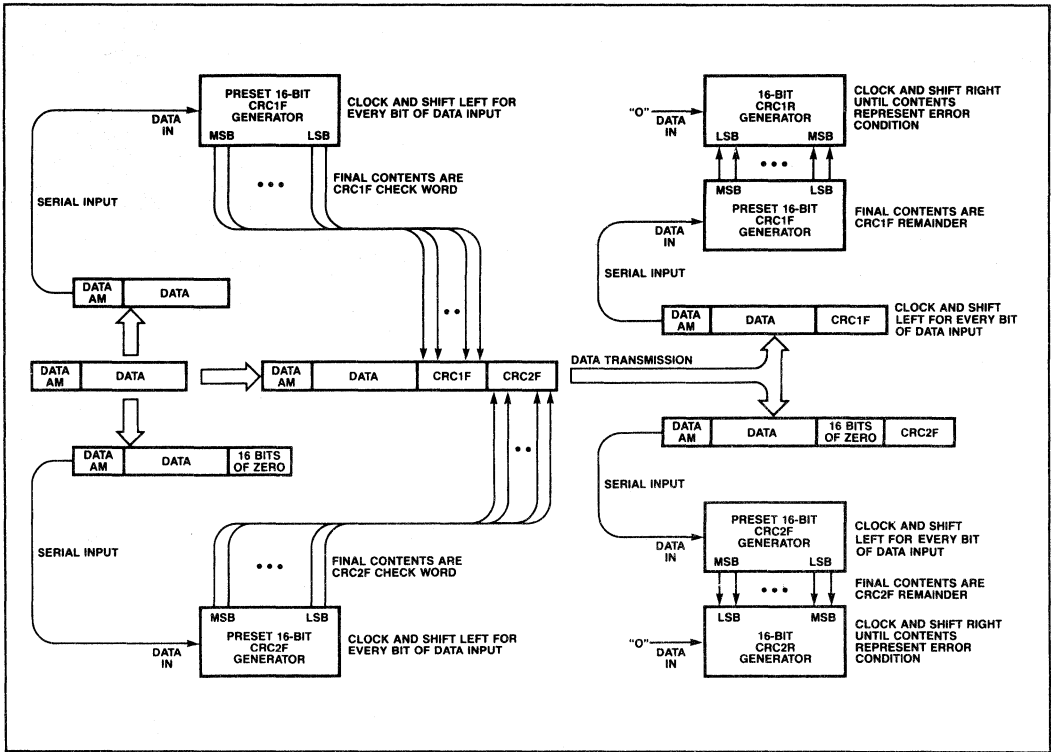 PRESET 16-BIT
CRC1F
GENERATOR
MSB LSB
DATA
IN
CLOCK AND SHIFT LEFT FOR
EVERY BIT OF DATA INPUT
FINAL CONTENTS ARE
CRC1F CHECK WORD
SERIAL INPUT
DATA
AM
DATA
DATA
AM
DATA
DATA
AM
DATA
16 BITS
OF ZERO
SERIAL INPUT
FINAL CONTENTS ARE
CRC2F CHECK WORD
MSB LSB
PRESET 16-BIT
CRC2F
GENERATOR
DATA
IN
CLOCK AND SHIFT LEFT FOR
EVERY BIT OF DATA INPUT
DATA
AM
DATA
CRC1F
CRC2F
DATA TRANSMISSION
"O"
DATA
IN
16-BIT
CRC1R
GENERATOR
LSB MSB
CLOCK AND SHIFT RIGHT
UNTIL CONTENTS
REPRESENT ERROR
CONDITION
MSB LSB
PRESET 16-BIT
CRC1F
GENERATOR
DATA
IN
FINAL CONTENTS ARE
CRC1F REMAINDER
SERIAL INPUT
DATA
AM
DATA
CRC1F
CLOCK AND SHIFT
LEFT FOR EVERY BIT
OF DATA INPUT
DATA
AM
DATA
16 BITS
OF ZERO
CRC2F
SERIAL INPUT
DATA
IN
PRESET 16-BIT
CRC2F
GENERATOR
MSB LSB
CLOCK AND SHIFT
LEFT FOR EVERY BIT
OF DATA INPUT
FINAL CONTENTS ARE
CRC2F REMAINDER
LSB MSB
16-BIT
CRC2R
GENERATOR
"O"
DATA
IN
CLOCK AND SHIFT RIGHT
UNTIL CONTENTS
REPRESENT ERROR
CONDITION